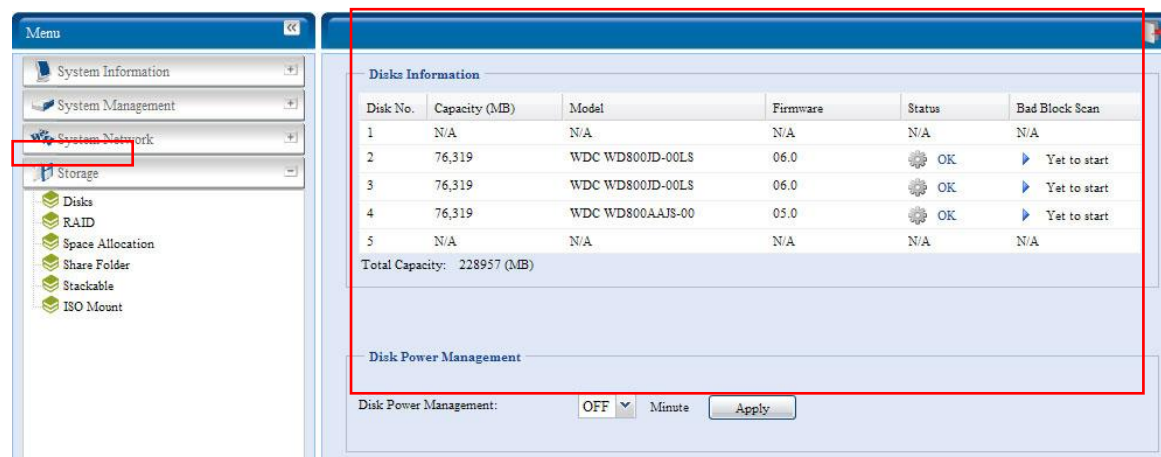 Menu
System Information
System Management
System Network
Storage
Disks
RAID
Space Allocation
Share Folder
Stackable
ISO Mount
Disks Information
Disk No. Capacity (MB) Model Firmware Status Bad Block Scan
1 N/A N/A N/A N/A N/A
2 76,319 WDC WD800JD-00LS 06.0 OK Yet to start
3 76,319 WDC WD800JD-00LS 06.0 OK Yet to start
4 76,319 WDC WD800AAJS-00 05.0 OK Yet to start
5 N/A N/A N/A N/A N/A
Total Capacity: 228957 (MB)
Disk Power Management
Disk Power Management: OFF Minute Apply